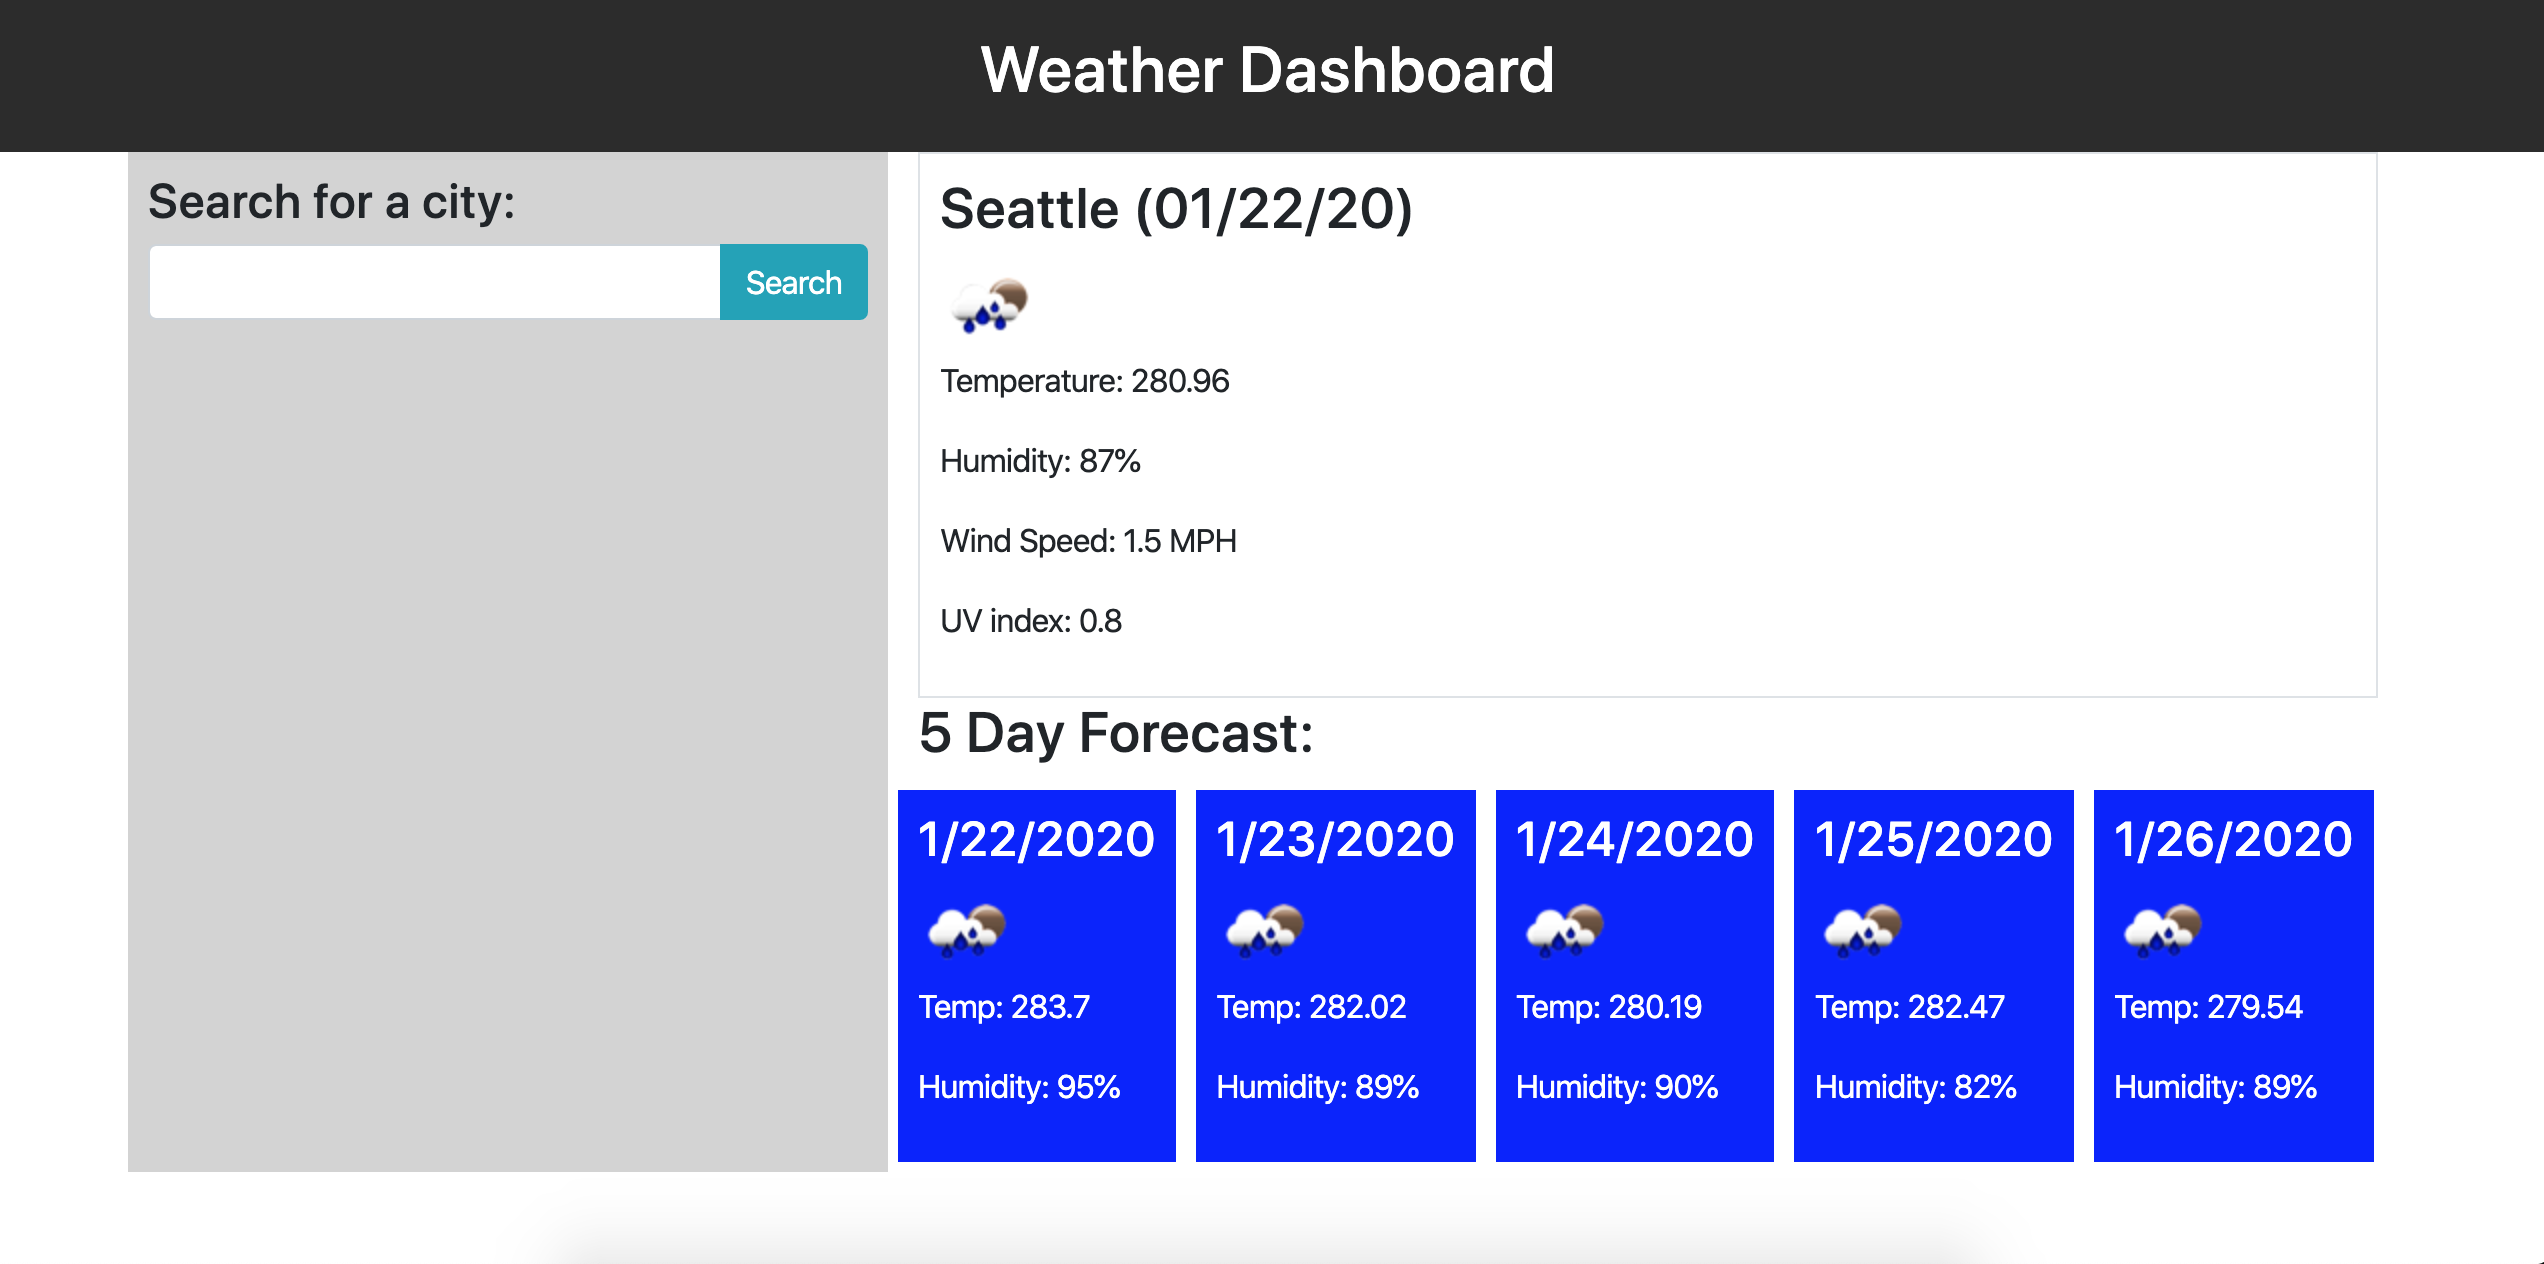 Weather Dashboard
Search for a city:
Search
Seattle (01/22/20)
Temperature: 280.96
Humidity: 87%
Wind Speed: 1.5 MPH
UV index: 0.8
5 Day Forecast:
1/22/2020
Temp: 283.7
Humidity: 95%
1/23/2020
Temp: 282.02
Humidity: 89%
1/24/2020
Temp: 280.19
Humidity: 90%
1/25/2020
Temp: 282.47
Humidity: 82%
1/26/2020
Temp: 279.54
Humidity: 89%